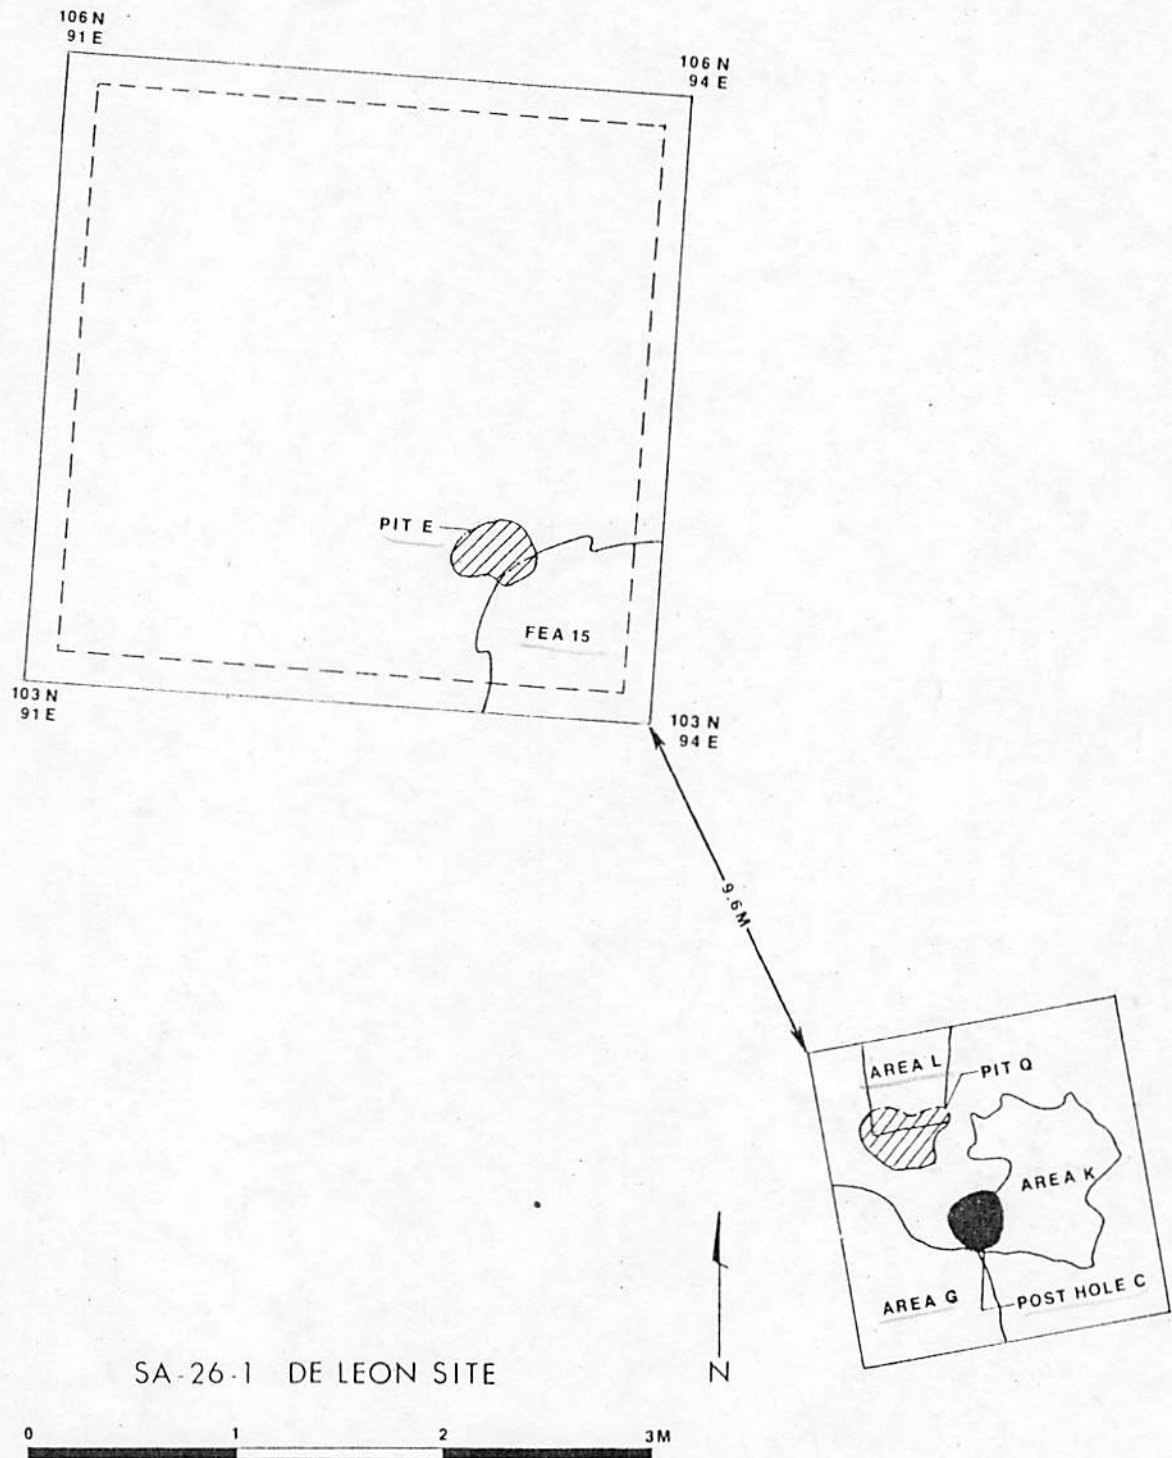 106 N
91 E
106 N
94 E
PIT E
FEA 15
103 N
91 E
103 N
94 E
9.6M
AREA L
PIT Q
AREA K
AREA G
POST HOLE C
SA-26-1 DE LEON SITE
N
0 1 2 3M